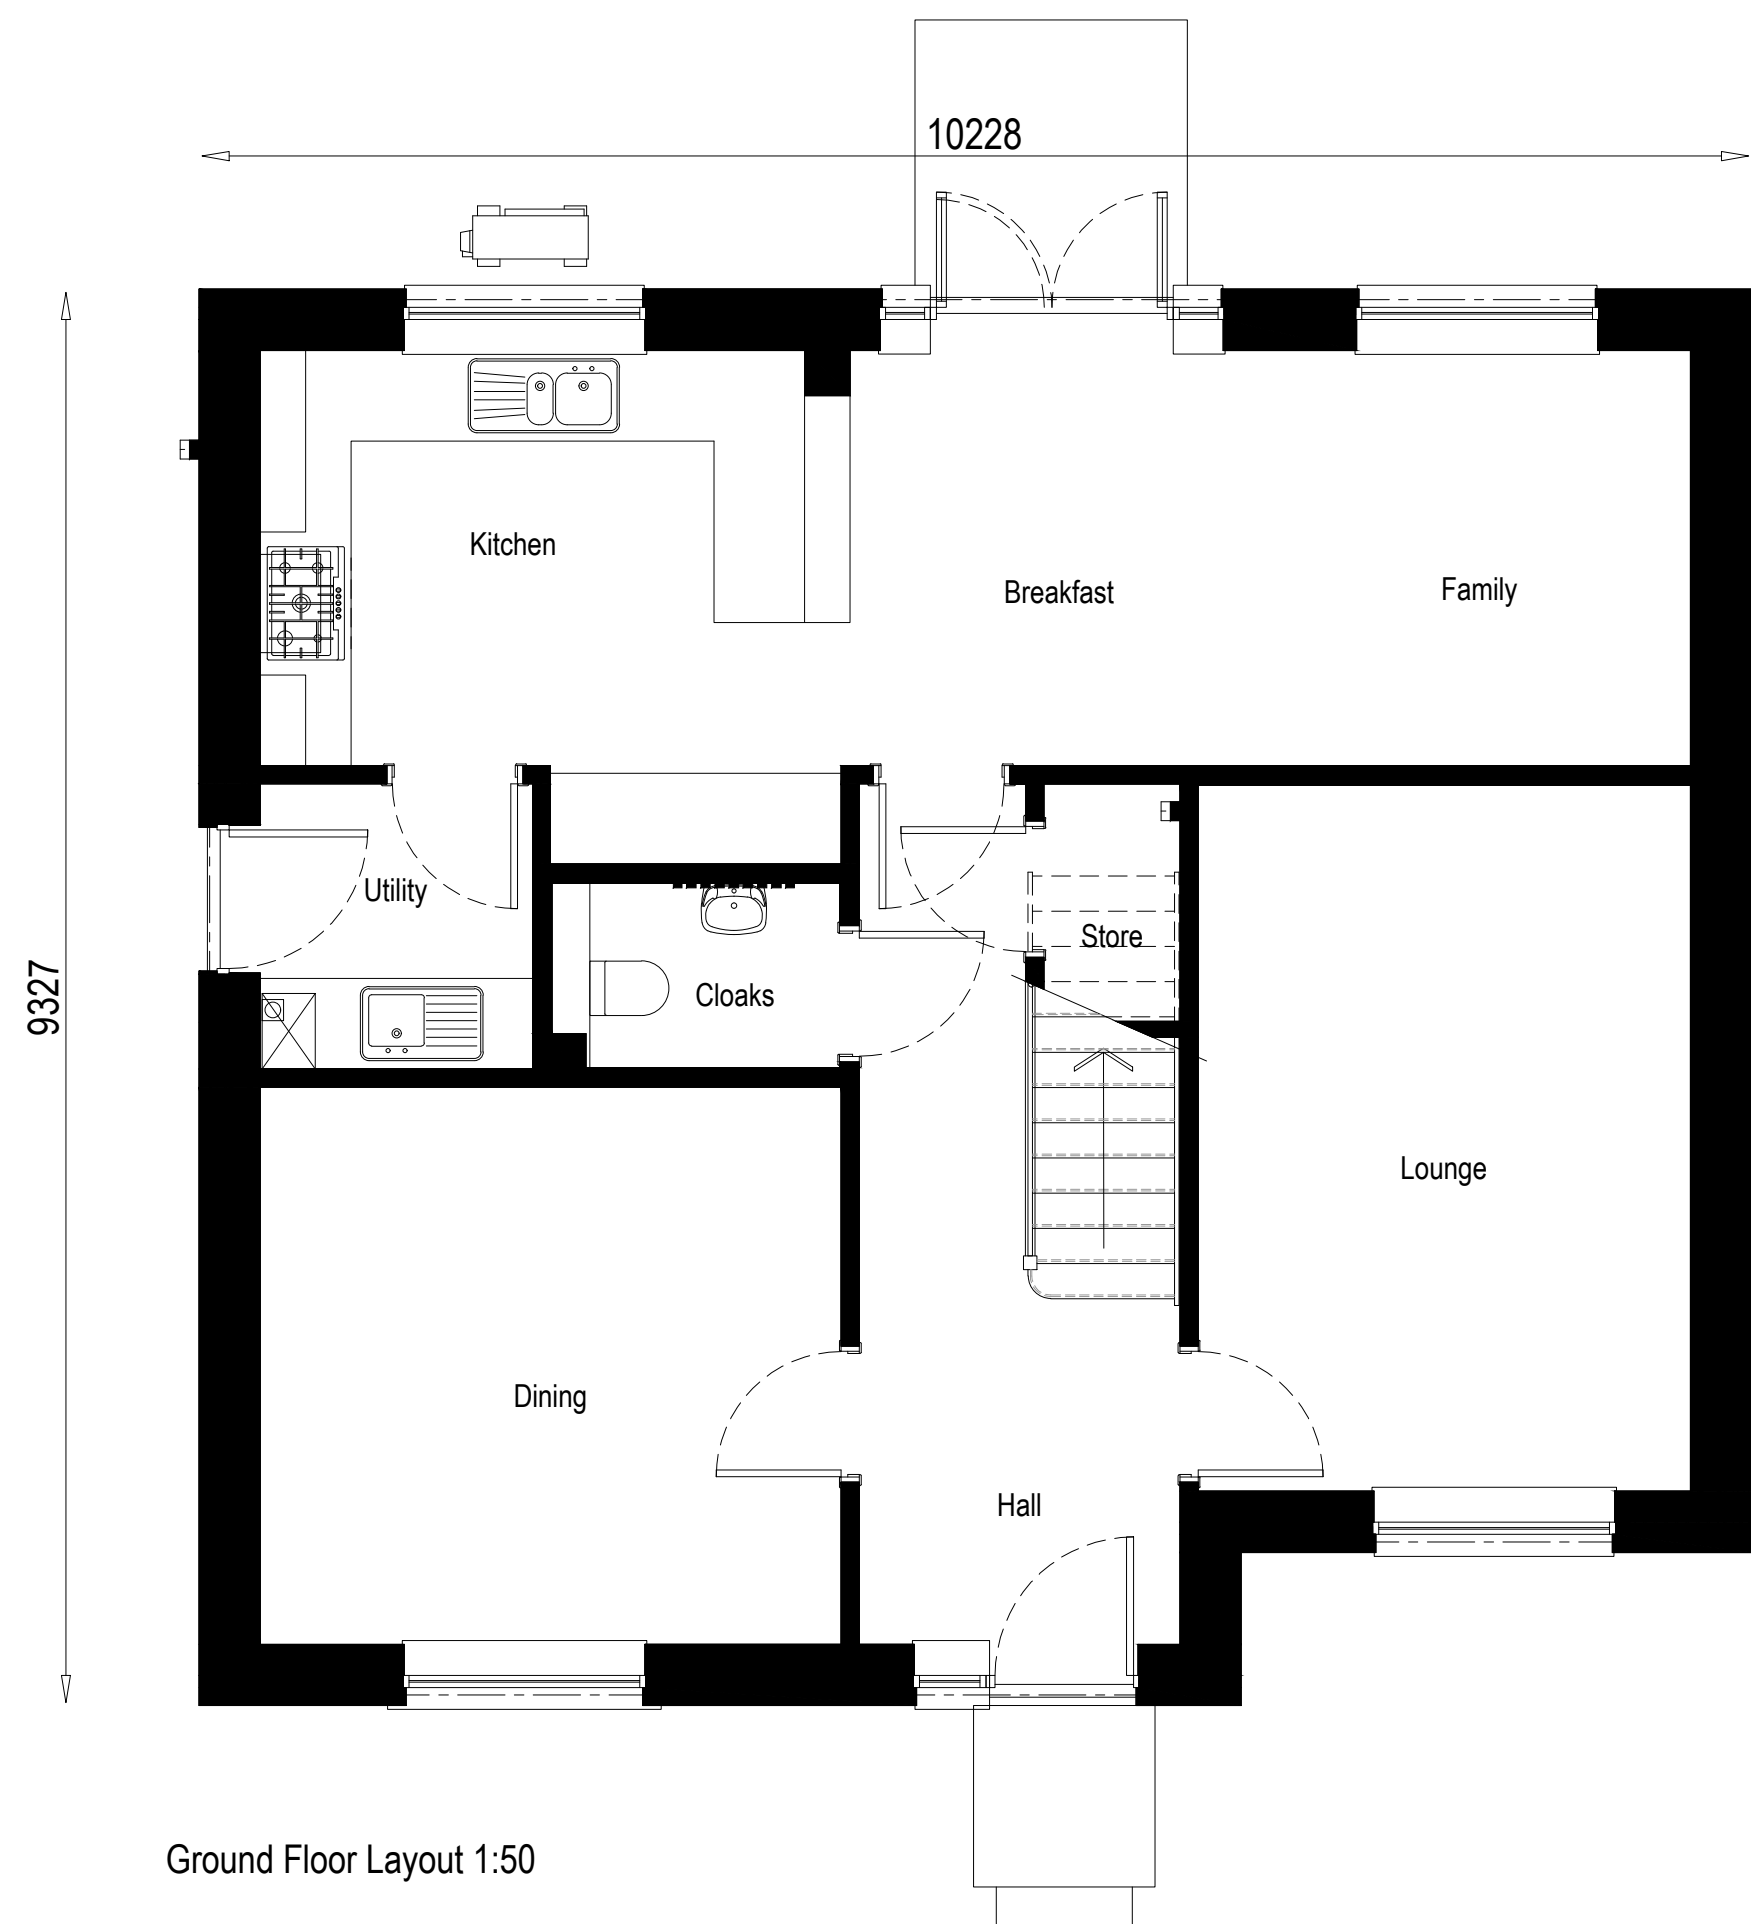 10228
Kitchen
Breakfast
Family
Utility
Store
Cloaks
9327
Lounge
Dining
Hall
Ground Floor Layout 1:50